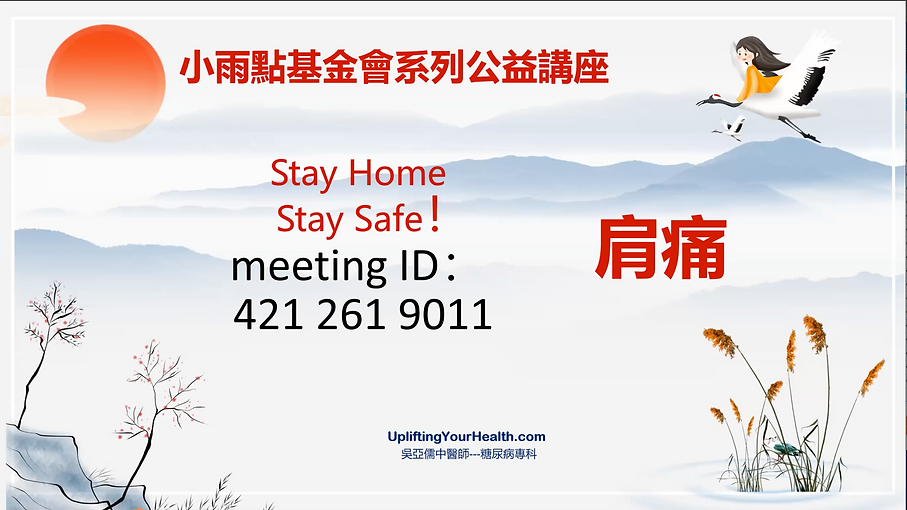 小雨點基金會系列公益講座
Stay Home
Stay Safe！
meeting ID：
421 261 9011
肩痛
UpliftingYourHealth.com
吳亞儒中醫師---糖尿病專科